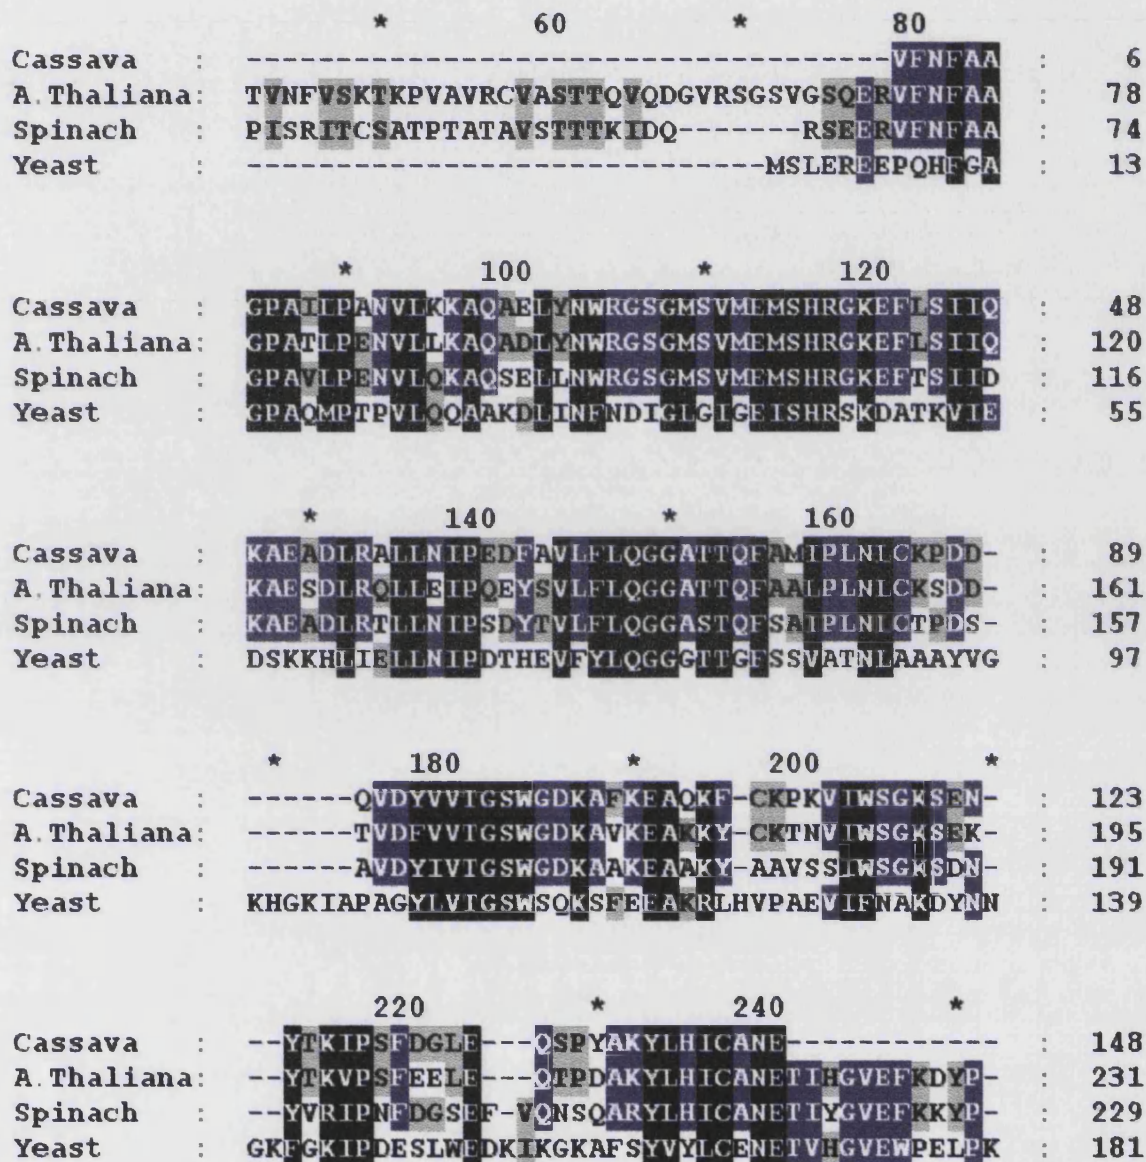 * 60 * 80
Cassava : ------------------------------------VFNFAA : 6
A.Thaliana: TVNFVSKTKPVAVRCVASTTQVQDGVRSGSVGSQERVFNFAA : 78
Spinach : PISRITCSATPTATAVSTTTKIDQ-------RSEERVFNFAA : 74
Yeast : -----------------------------MSLEREEPQHFGA : 13
* 100 * 120
Cassava : GPAILPANVLKKAQAELYNWRGSGMSVMEMSHRGKEFLSIIQ : 48
A.Thaliana: GPATLPENVLLKAQADLYNWRGSGMSVMEMSHRGKEFLSIIQ : 120
Spinach : GPAVLPENVLQKAQSELLNWRGSGMSVMEMSHRGKEFTSIID : 116
Yeast : GPAQMPTPVLQQAAKDLINFNDIGLGIGEISHRSKDATKVIE : 55
* 140 * 160
Cassava : KAEADLRALLNIPEDFAVLFLQGGATTQFAMIPLNLCKPDD- : 89
A.Thaliana: KAESDLRQLLEIPQEYSVLFLQGGATTQFAALPLNLCKSDD- : 161
Spinach : KAEADLRTLLNIPSDYTVLFLQGGASTQFSAIPLNLCTPDS- : 157
Yeast : DSKKHLIELLNIPDTHEVFYLQGGGTTGFSSVATNLAAAYVG : 97
* 180 * 200 *
Cassava : ------QVDYVVTGSWGDKAFKEAQKF-CKPKVIWSGKSEN- : 123
A.Thaliana: ------TVDFVVTGSWGDKAVKEAKKY-CKTNVIWSGKSEK- : 195
Spinach : ------AVDYIVTGSWGDKAAKEAAKY-AAVSSIWSGKSDN- : 191
Yeast : KHGKIAPAGYLVTGSWSQKSFEEAKRLHVPAEVIFNAKDYNN : 139
220 * 240 *
Cassava : --YTKIPSFDGLE---QSPYAKYLHICANE------------ : 148
A.Thaliana: --YTKVPSFEELE---QTPDAKYLHICANETIHGVEFKDYP- : 231
Spinach : --YVRIPNFDGSEF-VQNSQARYLHICANETIYGVEFKKYP- : 229
Yeast : GKFGKIPDESLWEDKIKGKAFSYVYLCENETVHGVEWPELPK : 181